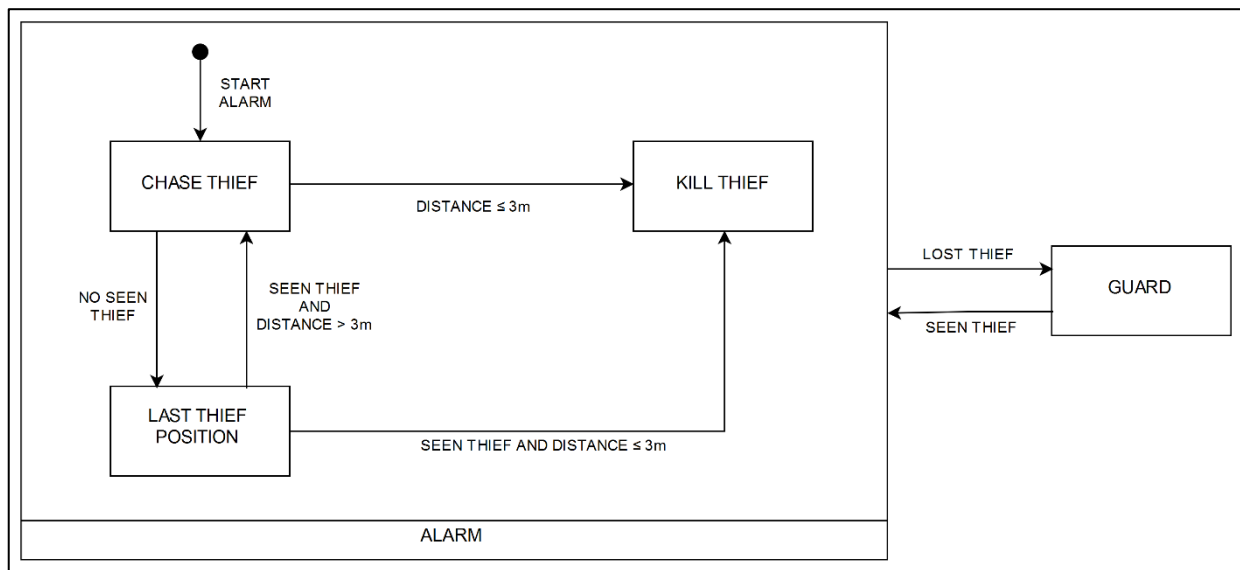 START
ALARM
CHASE THIEF
KILL THIEF
DISTANCE ≤ 3m
LOST THIEF
GUARD
SEEN THIEF
NO SEEN
THIEF
SEEN THIEF
AND
DISTANCE > 3m
LAST THIEF
POSITION
SEEN THIEF AND DISTANCE ≤ 3m
ALARM